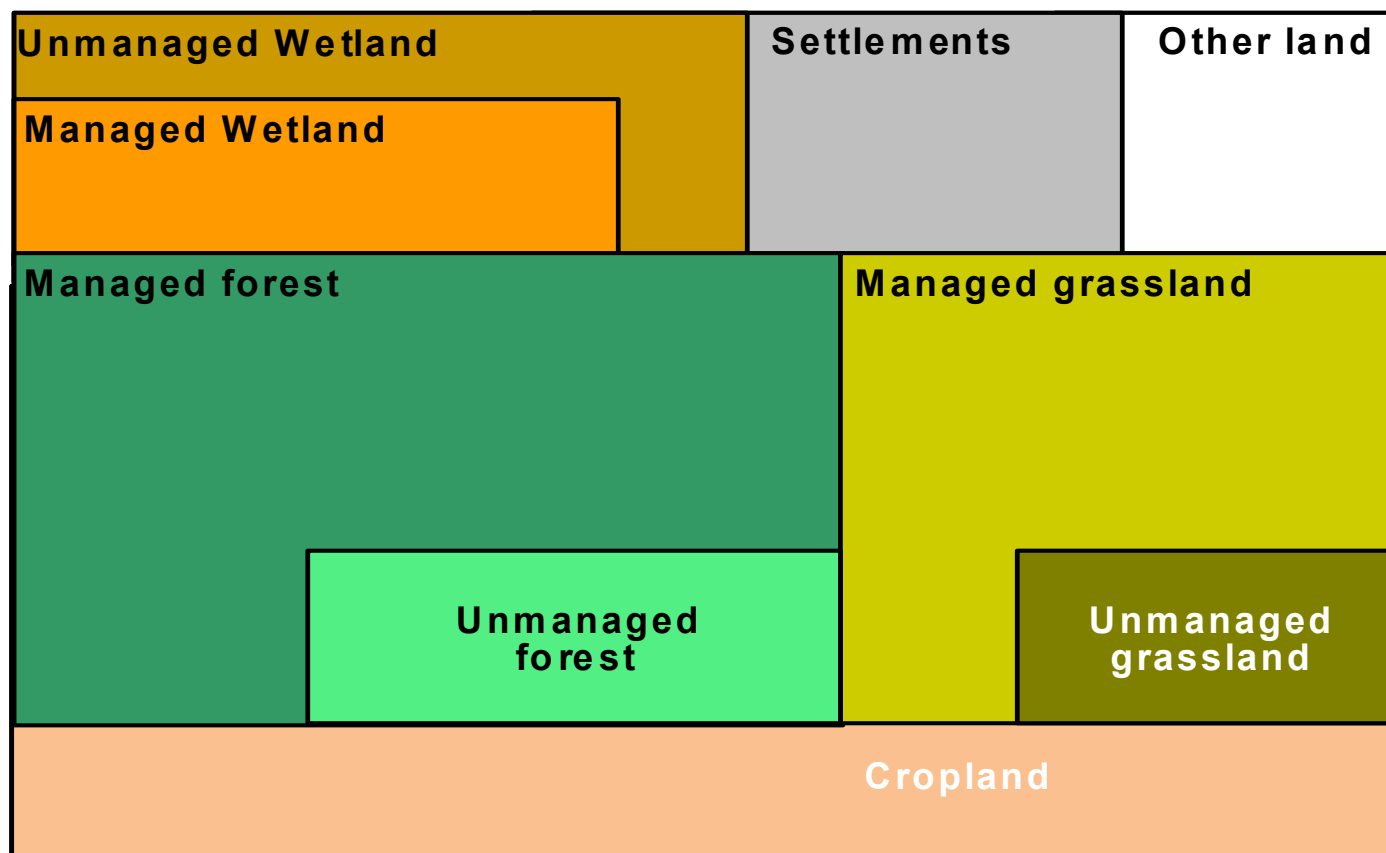 Unmanaged Wetland
Settlements
Other land
Managed Wetland
Managed forest
Managed grassland
Unmanaged
forest
Unmanaged
grassland
Cropland